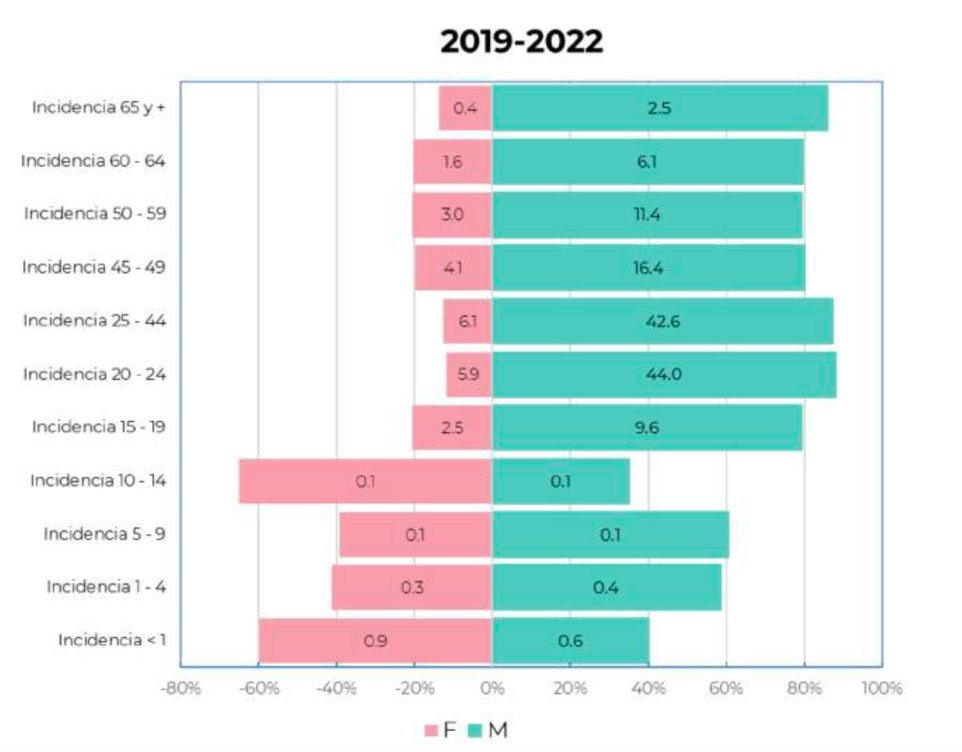 2019-2022
Incidencia 65 y + 0.4 2.5
Incidencia 60 - 64 1.6 6.1
Incidencia 50 - 59 3.0 11.4
Incidencia 45 - 49 4.1 16.4
Incidencia 25 - 44 6.1 42.6
Incidencia 20 - 24 5.9 44.0
Incidencia 15 - 19 2.5 9.6
Incidencia 10 - 14 0.1 0.1
Incidencia 5 - 9 0.1 0.1
Incidencia 1 - 4 0.3 0.4
Incidencia < 1 0.9 0.6
-80% -60% -40% -20% 0% 20% 40% 60% 80% 100%
F M